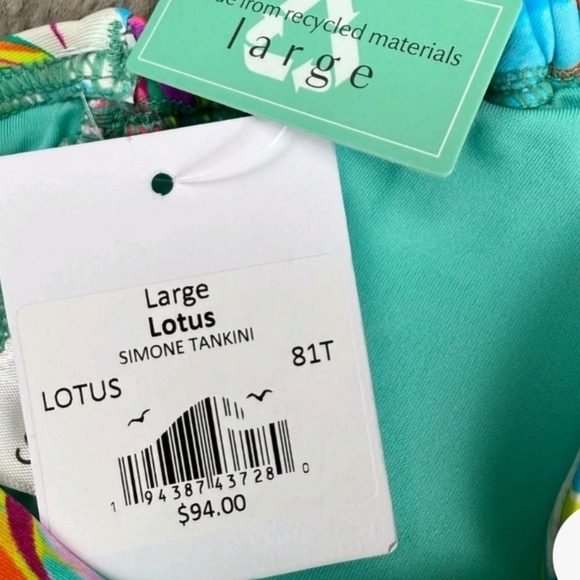 from recycled materials
large
Large
Lotus
SIMONE TANKINI
LOTUS
81T
1 94387 43728 0
$94.00